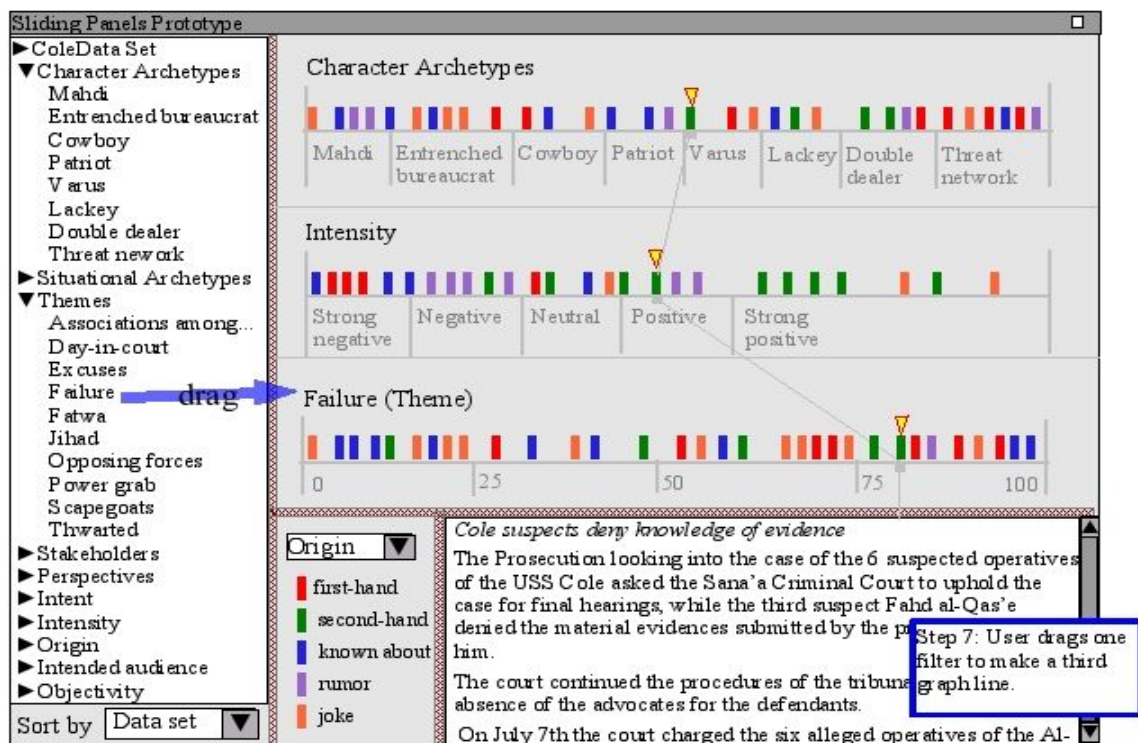 Sliding Panels Prototype
▶ColeData Set
▼Character Archetypes
Mahdi
Entrenched bureaucrat
Cowboy
Patriot
Varus
Lackey
Double dealer
Threat nework
▶Situational Archetypes
▼Themes
Associations among...
Day-in-court
Excuses
Failure
Fatwa
Jihad
Opposing forces
Power grab
Scapegoats
Thwarted
▶Stakeholders
▶Perspectives
▶Intent
▶Intensity
▶Origin
▶Intended audience
▶Objectivity
Sort by Data set ▼
drag
Character Archetypes
Mahdi Entrenched Cowboy Patriot Varus Lackey Double Threat
bureaucrat dealer network
Intensity
Strong Negative Neutral Positive Strong
negative positive
Failure (Theme)
0 25 50 75 100
Origin ▼
first-hand
second-hand
known about
rumor
joke
Cole suspects deny knowledge of evidence
The Prosecution looking into the case of the 6 suspected operatives
of the USS Cole asked the Sana'a Criminal Court to uphold the
case for final hearings, while the third suspect Fahd al-Qas'e
denied the material evidences submitted by the
him.
The court continued the procedures of the
absence of the advocates for the defendants.
On July 7th the court charged the six alleged operatives of the Al-
Step 7: User drags one
filter to make a third
graph line.